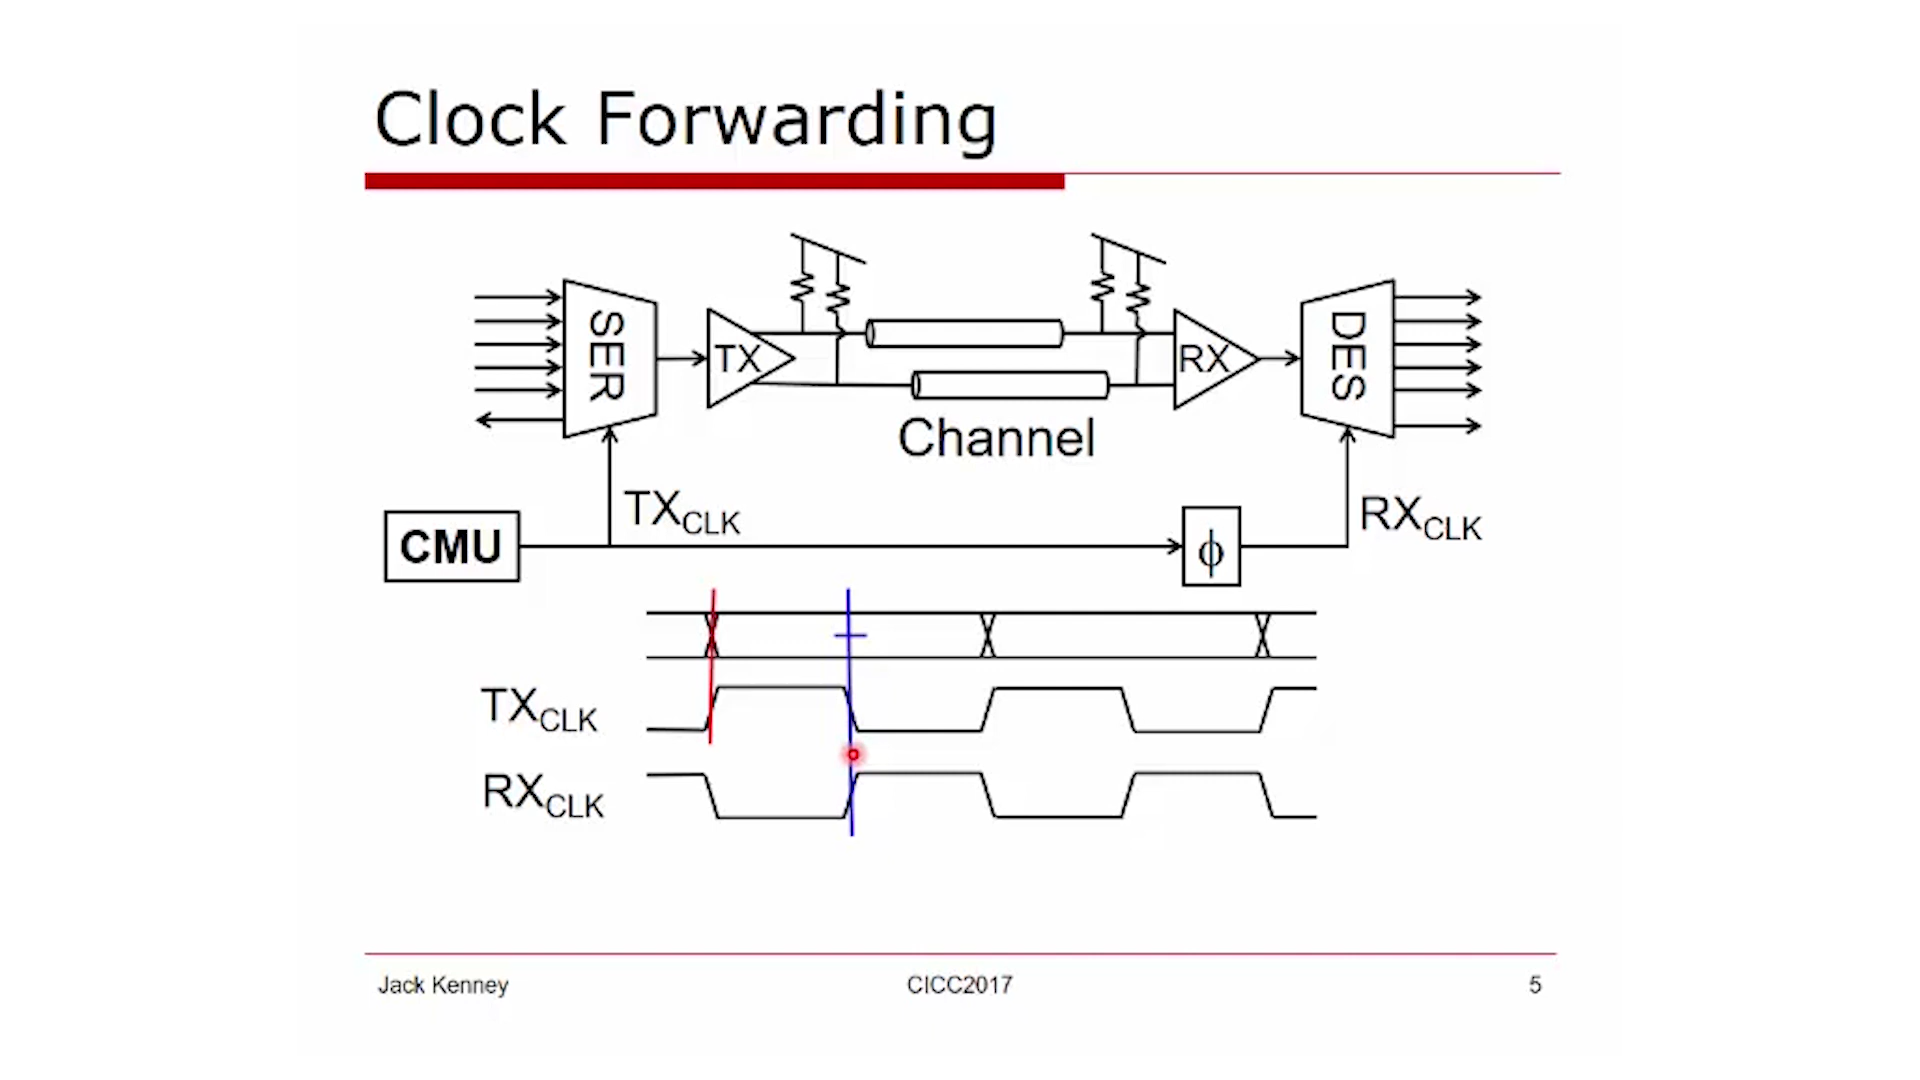 Clock Forwarding
SER
TX
RX
DES
Channel
TXCLK
RXCLK
CMU
ϕ
TXCLK
RXCLK
Jack Kenney
CICC2017
5